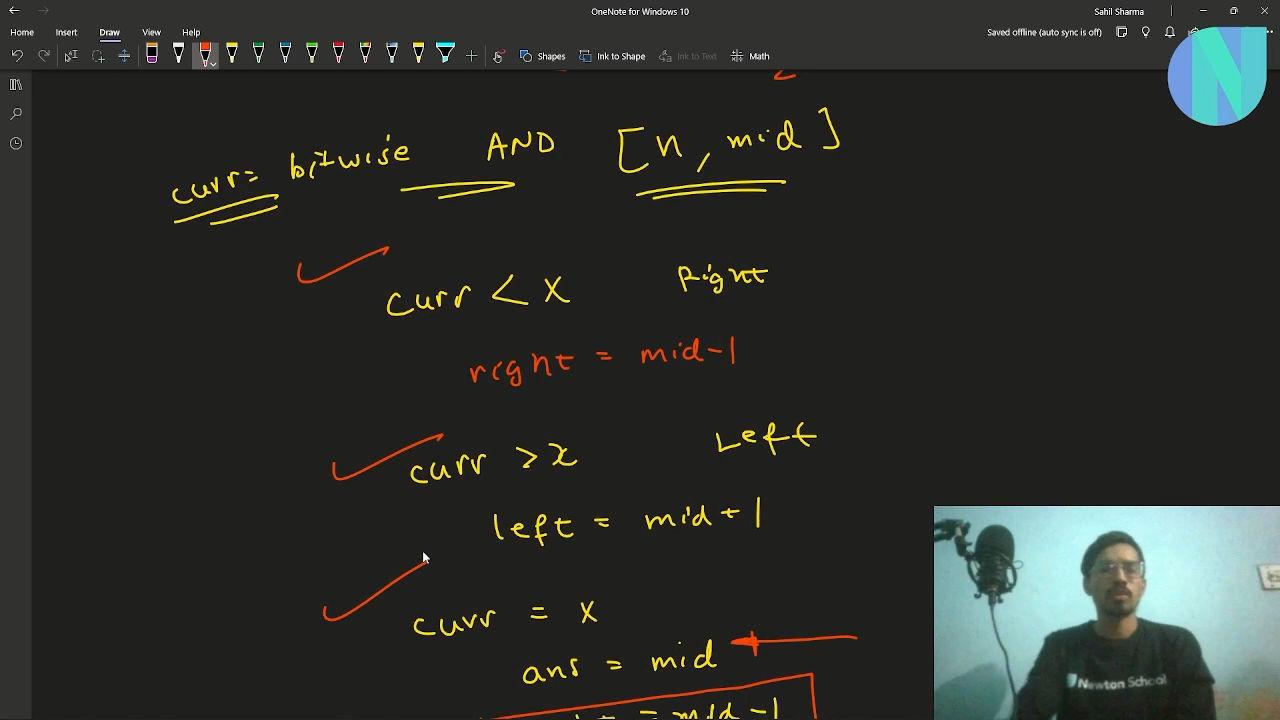 OneNote for Windows 10
Sahil Sharma
Home Insert Draw View Help
Saved offline (auto sync is off)
Shapes Ink to Shape Ink to Text Math
curr= bitwise AND [n, mid]
curr < x Right
right = mid-1
curr > x Left
left = mid+1
curr = x
ans = mid
= mid-1
Newton School